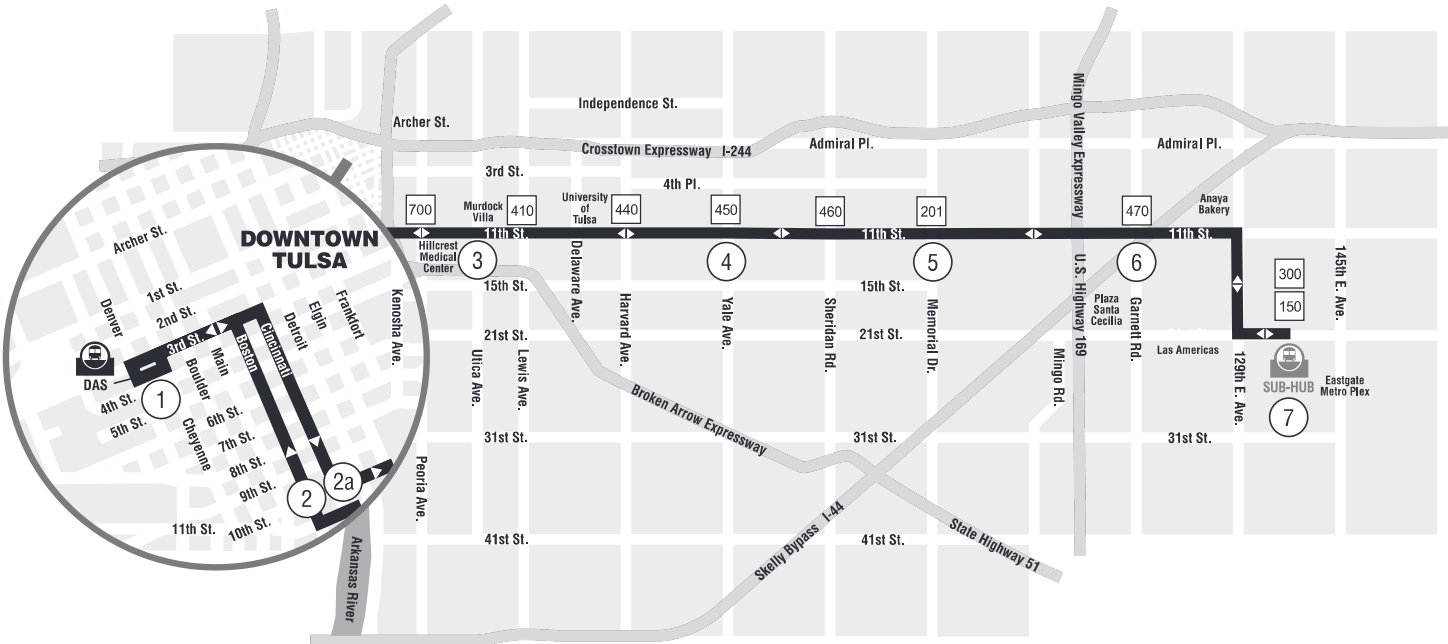 Independence St.
Archer St.
Crosstown Expressway I-244
Admiral Pl.
Admiral Pl.
Mingo Valley Expressway
3rd St.
4th Pl.
700
Murdock
Villa
410
University
of
Tulsa
440
450
460
201
470
Anaya
Bakery
11th St.
11th St.
11th St.
Hillcrest
Medical
Center
3
4
5
6
15th St.
15th St.
Delaware Ave.
U.S. Highway 169
300
150
145th E. Ave.
Kenosha Ave.
Harvard Ave.
Yale Ave.
Sheridan Rd.
Memorial Dr.
Plaza
Santa
Cecilia
Garnett Rd.
21st St.
21st St.
Utica Ave.
Lewis Ave.
Mingo Rd.
Las Americas
129th E. Ave.
SUB-HUB
Eastgate
Metro Plex
7
Broken Arrow Expressway
31st St.
31st St.
31st St.
Peoria Ave.
Skelly Bypass I-44
State Highway 51
41st St.
41st St.
Arkansas River
DOWNTOWN
TULSA
Archer St.
Denver
1st St.
2nd St.
3rd St.
Main
Boston
Cincinnati
Detroit
Elgin
Frankfort
DAS
1
4th St.
5th St.
Boulder
Cheyenne
6th St.
7th St.
8th St.
9th St.
10th St.
11th St.
2
2a